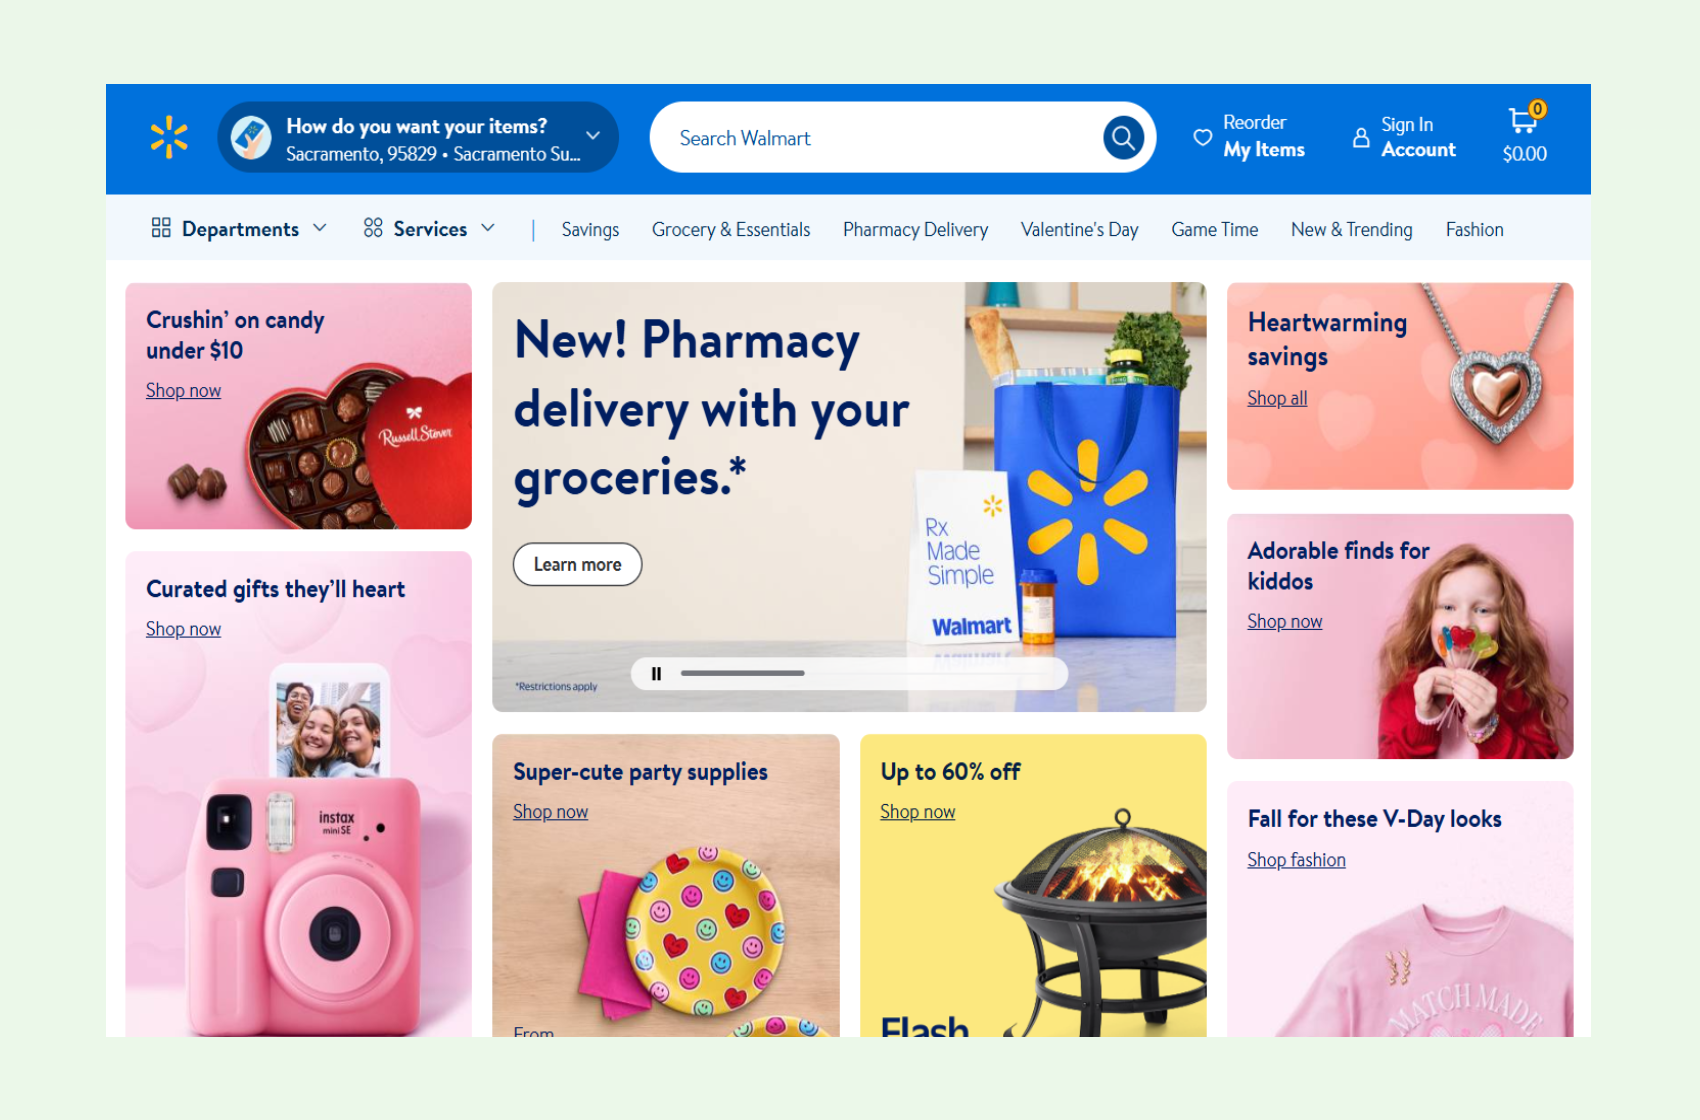 How do you want your items?
Sacramento, 95829 • Sacramento Su...
Search Walmart
Reorder
My Items
Sign In
Account
0
$0.00
Departments
Services
Savings
Grocery & Essentials
Pharmacy Delivery
Valentine's Day
Game Time
New & Trending
Fashion
Crushin’ on candy
under $10
Shop now
Russell Stover
New! Pharmacy
delivery with your
groceries.*
Learn more
*Restrictions apply
Rx
Made
Simple
Walmart
Heartwarming
savings
Shop all
Adorable finds for
kiddos
Shop now
Curated gifts they’ll heart
Shop now
instax
mini SE
Super-cute party supplies
Shop now
From
Up to 60% off
Shop now
Flash
Fall for these V-Day looks
Shop fashion
MATCH MADE